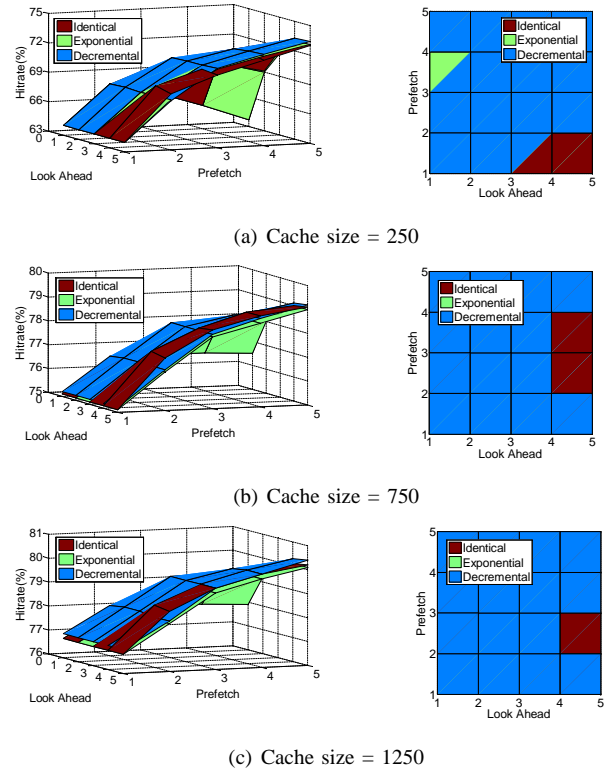 75
72
69
66
63
Hitrate(%)
Identical
Exponential
Decremental
0
1
2
3
4
5
Look Ahead
1
2
3
4
5
Prefetch
5
4
3
2
1
Prefetch
Identical
Exponential
Decremental
1
2
3
4
5
Look Ahead
(a) Cache size = 250
80
79
78
77
76
75
Hitrate(%)
Identical
Exponential
Decremental
0
1
2
3
4
5
Look Ahead
1
2
3
4
5
Prefetch
5
4
3
2
1
Prefetch
Identical
Exponential
Decremental
1
2
3
4
5
Look Ahead
(b) Cache size = 750
81
80
79
78
77
76
Hitrate(%)
Identical
Exponential
Decremental
0
1
2
3
4
5
Look Ahead
1
2
3
4
5
Prefetch
5
4
3
2
1
Prefetch
Identical
Exponential
Decremental
1
2
3
4
5
Look Ahead
(c) Cache size = 1250